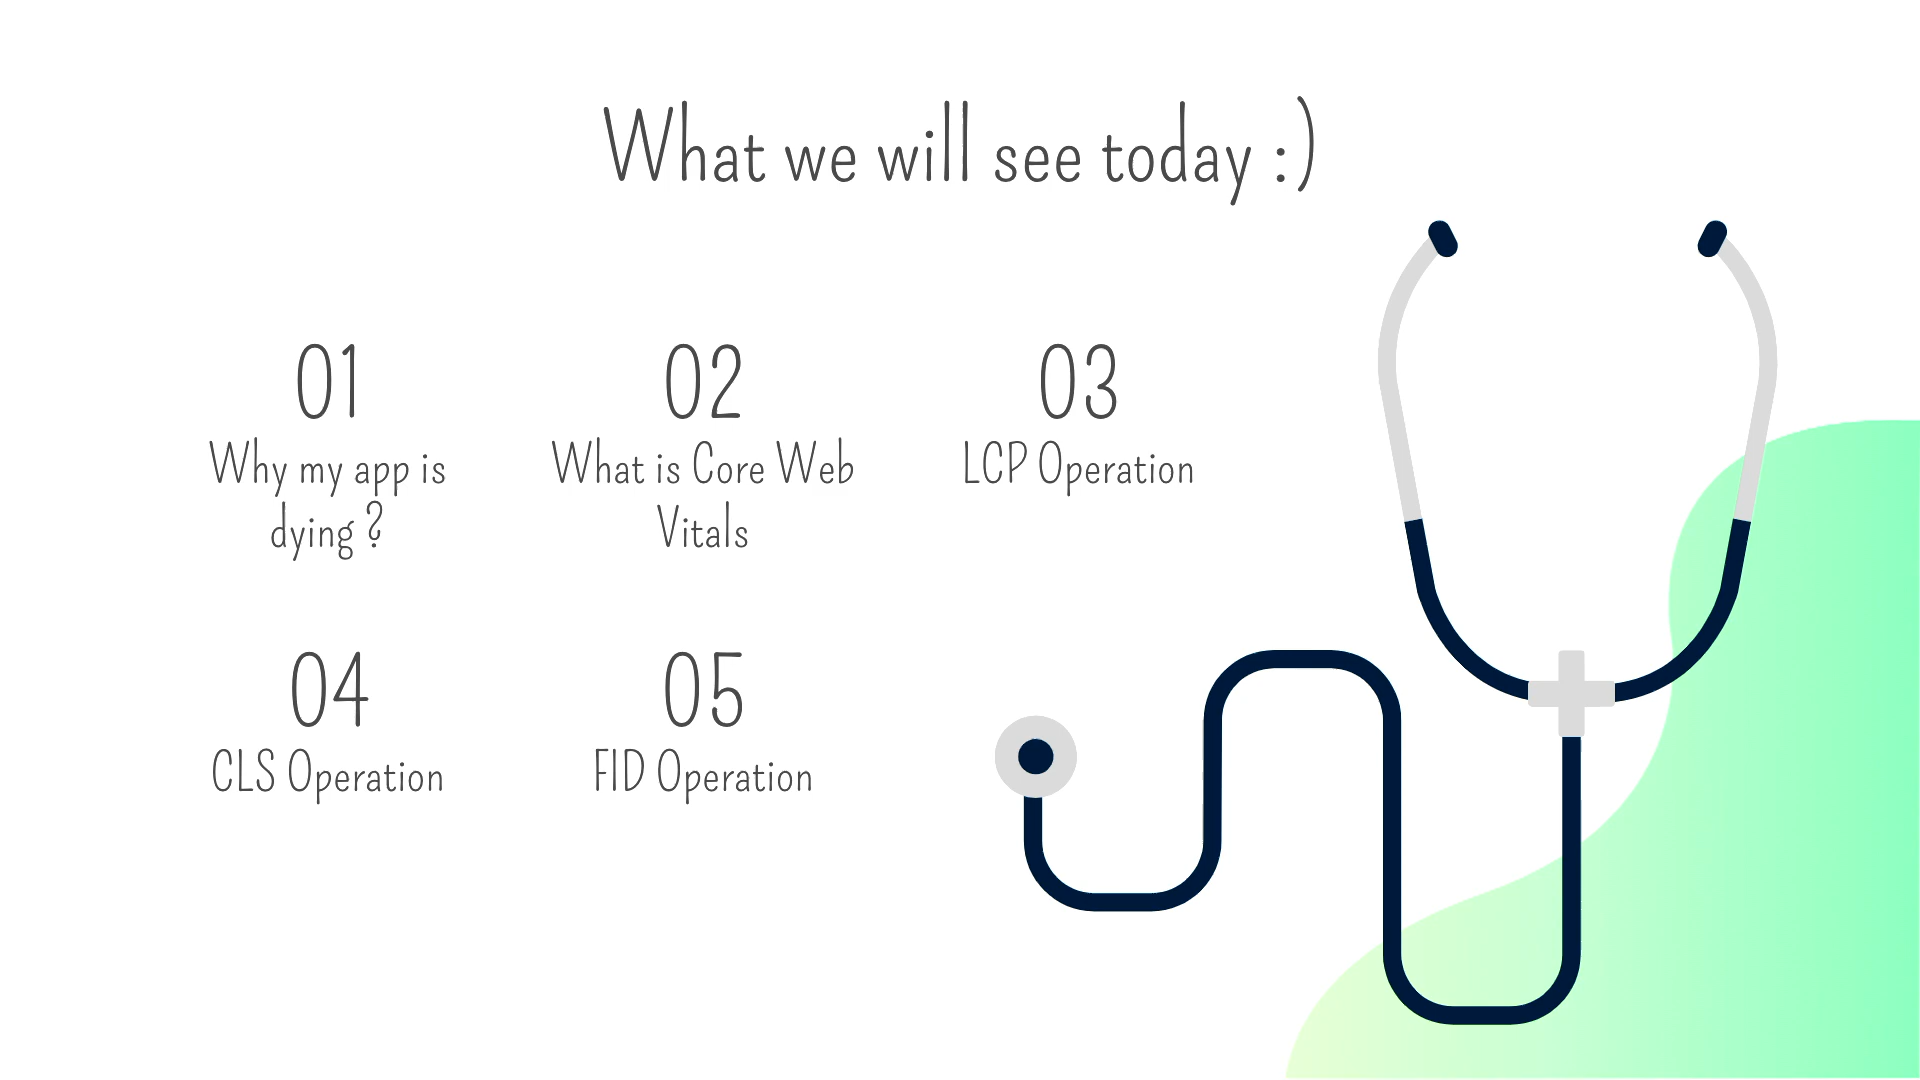 What we will see today :)
01
Why my app is
dying ?
02
What is Core Web
Vitals
03
LCP Operation
04
CLS Operation
05
FID Operation